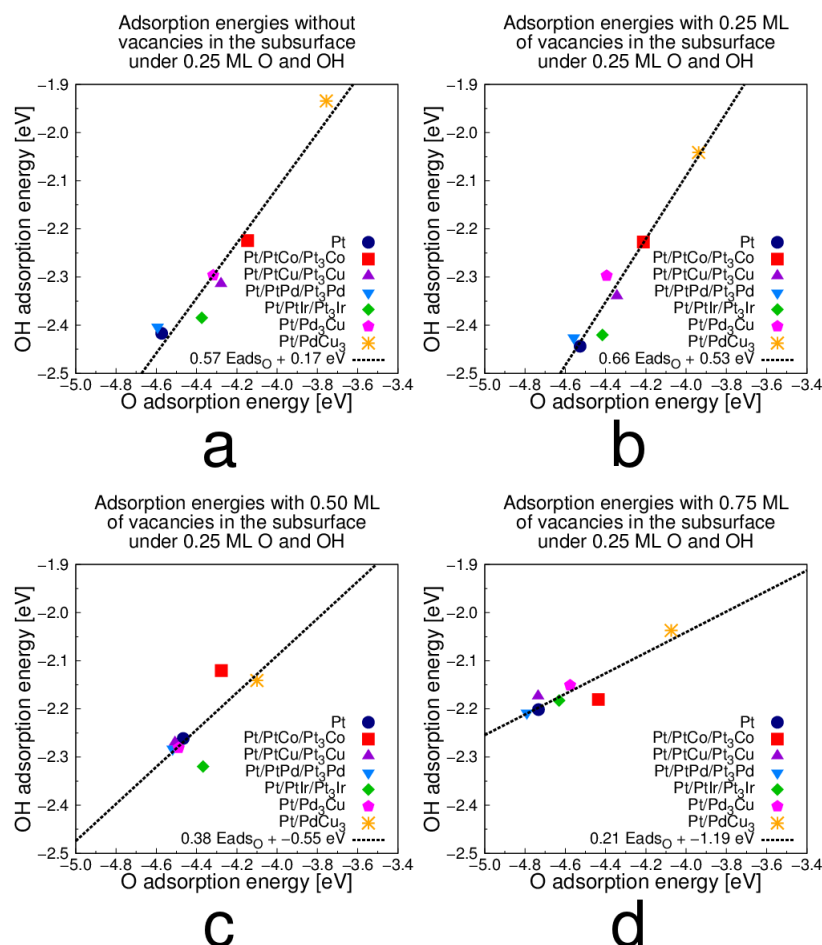 Adsorption energies without
vacancies in the subsurface
under 0.25 ML O and OH
OH adsorption energy [eV]
−1.9
−2.0
−2.1
−2.2
−2.3
−2.4
−2.5
Pt
Pt/PtCo/Pt3Co
Pt/PtCu/Pt3Cu
Pt/PtPd/Pt3Pd
Pt/PtIr/Pt3Ir
Pt/Pd3Cu
Pt/PdCu3
0.57 EadsO + 0.17 eV
−5.0 −4.8 −4.6 −4.4 −4.2 −4.0 −3.8 −3.6 −3.4
O adsorption energy [eV]
a
Adsorption energies with 0.25 ML
of vacancies in the subsurface
under 0.25 ML O and OH
OH adsorption energy [eV]
−1.9
−2.0
−2.1
−2.2
−2.3
−2.4
−2.5
Pt
Pt/PtCo/Pt3Co
Pt/PtCu/Pt3Cu
Pt/PtPd/Pt3Pd
Pt/PtIr/Pt3Ir
Pt/Pd3Cu
Pt/PdCu3
0.66 EadsO + 0.53 eV
−5.0 −4.8 −4.6 −4.4 −4.2 −4.0 −3.8 −3.6 −3.4
O adsorption energy [eV]
b
Adsorption energies with 0.50 ML
of vacancies in the subsurface
under 0.25 ML O and OH
OH adsorption energy [eV]
−1.9
−2.0
−2.1
−2.2
−2.3
−2.4
−2.5
Pt
Pt/PtCo/Pt3Co
Pt/PtCu/Pt3Cu
Pt/PtPd/Pt3Pd
Pt/PtIr/Pt3Ir
Pt/Pd3Cu
Pt/PdCu3
0.38 EadsO + −0.55 eV
−5.0 −4.8 −4.6 −4.4 −4.2 −4.0 −3.8 −3.6 −3.4
O adsorption energy [eV]
c
Adsorption energies with 0.75 ML
of vacancies in the subsurface
under 0.25 ML O and OH
OH adsorption energy [eV]
−1.9
−2.0
−2.1
−2.2
−2.3
−2.4
−2.5
Pt
Pt/PtCo/Pt3Co
Pt/PtCu/Pt3Cu
Pt/PtPd/Pt3Pd
Pt/PtIr/Pt3Ir
Pt/Pd3Cu
Pt/PdCu3
0.21 EadsO + −1.19 eV
−5.0 −4.8 −4.6 −4.4 −4.2 −4.0 −3.8 −3.6 −3.4
O adsorption energy [eV]
d